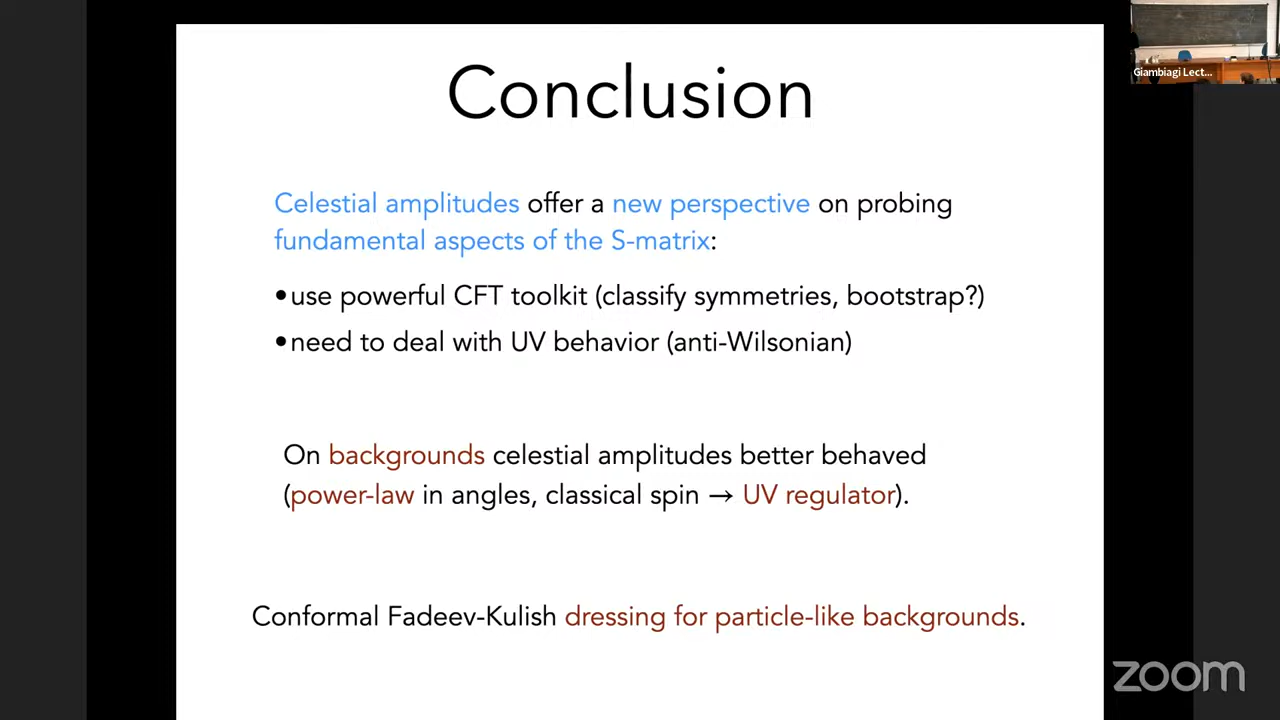 Conclusion
Giambiagi Lect...
Celestial amplitudes offer a new perspective on probing
fundamental aspects of the S-matrix:
•use powerful CFT toolkit (classify symmetries, bootstrap?)
•need to deal with UV behavior (anti-Wilsonian)
On backgrounds celestial amplitudes better behaved
(power-law in angles, classical spin → UV regulator).
Conformal Fadeev-Kulish dressing for particle-like backgrounds.
zoom